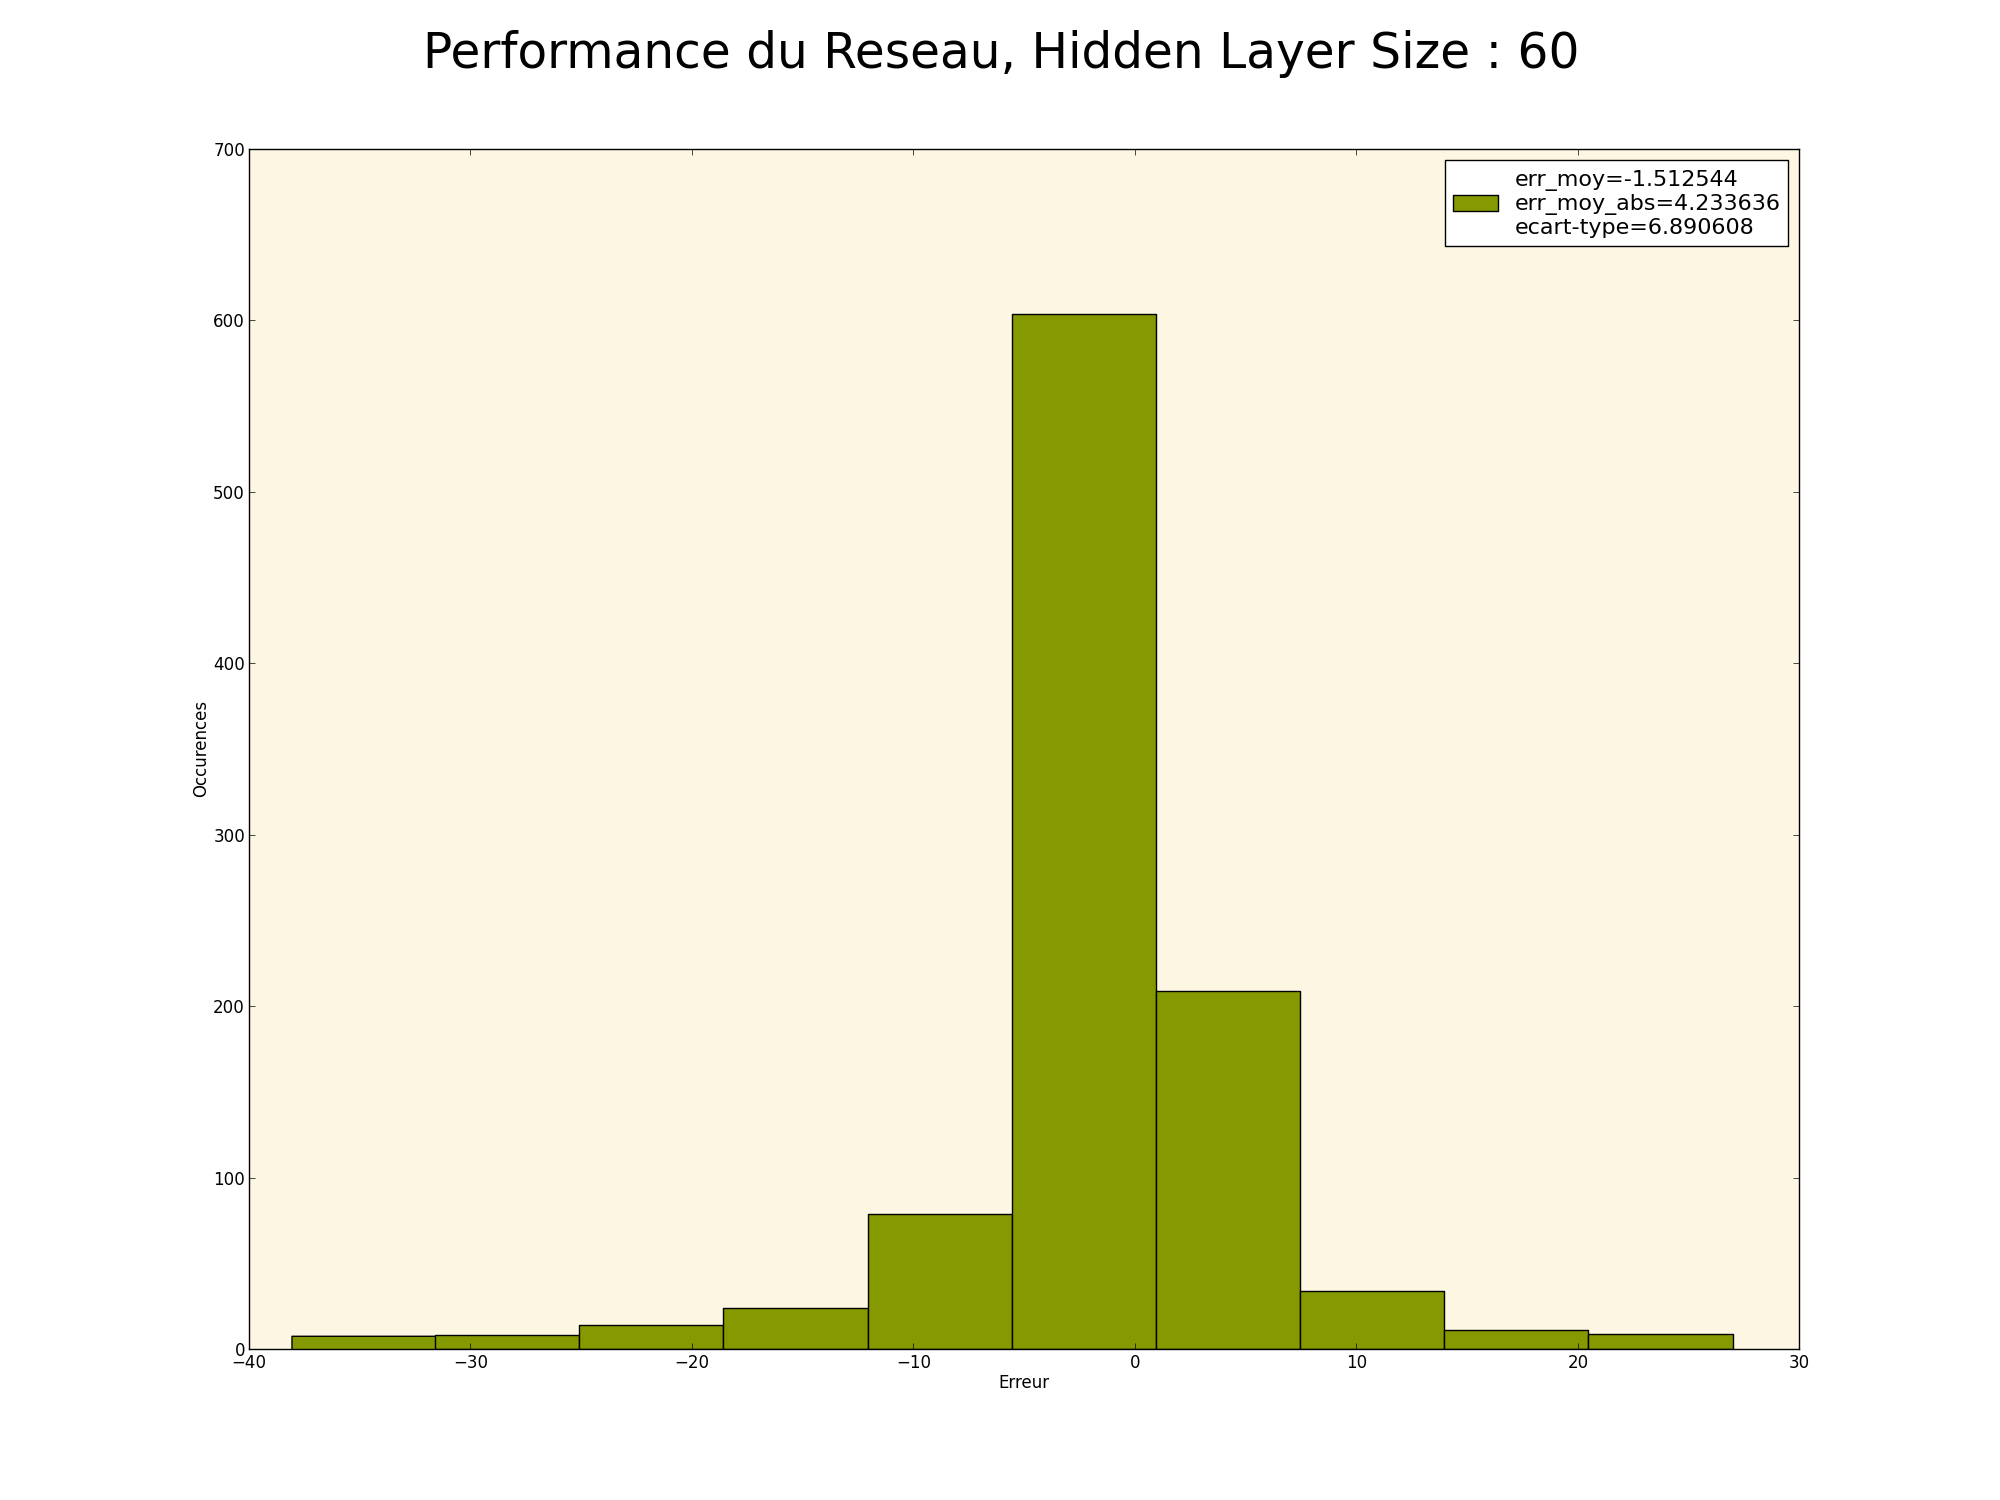 Performance du Reseau, Hidden Layer Size : 60
err_moy=-1.512544
err_moy_abs=4.233636
ecart-type=6.890608
700
600
500
400
300
200
100
0
Occurences
−40
−30
−20
−10
0
10
20
30
Erreur